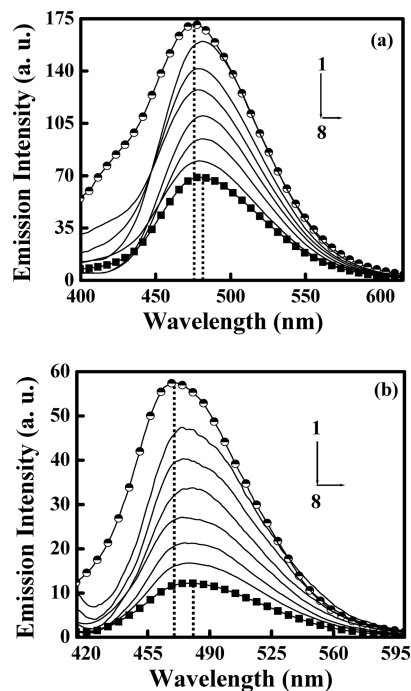 175
140
105
70
35
0
Emission Intensity (a. u.)
(a)
1
8
400 450 500 550 600
Wavelength (nm)
60
50
40
30
20
10
0
Emission Intensity (a. u.)
(b)
1
8
420 455 490 525 560 595
Wavelength (nm)